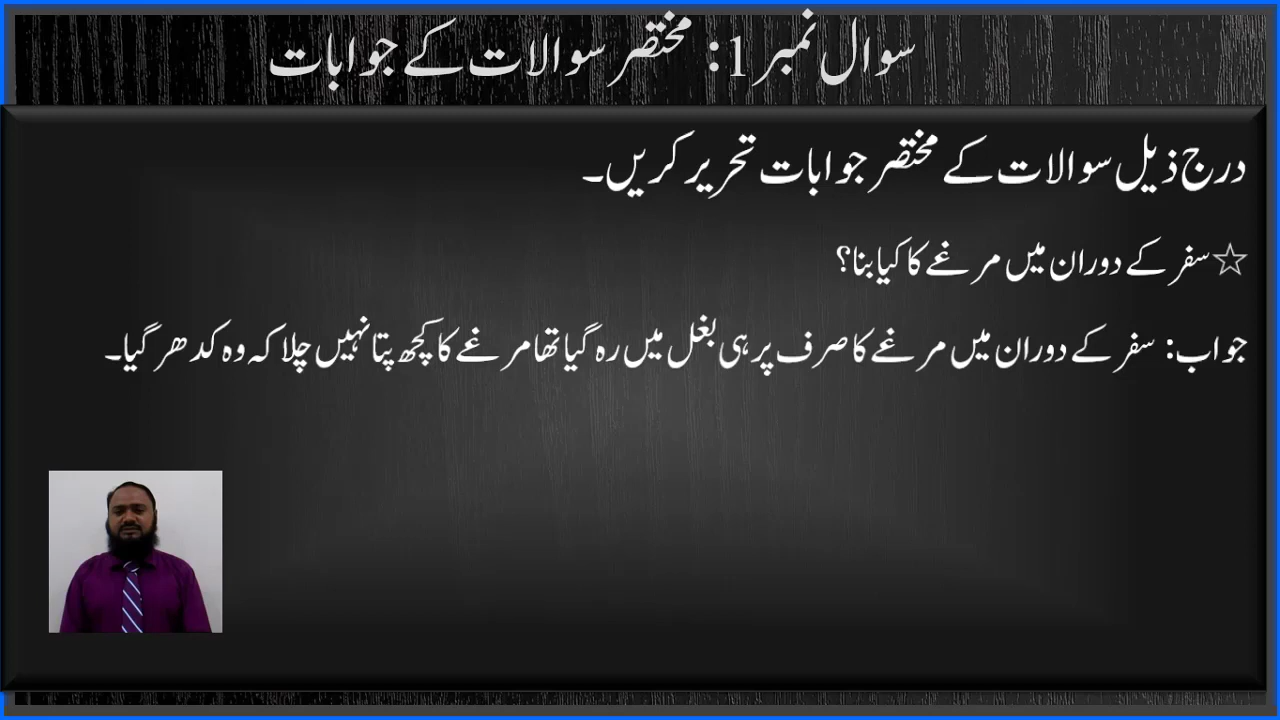 سوال نمبر 1: مختصر سوالات کے جوابات
درج ذیل سوالات کے مختصر جوابات تحریر کریں۔
☆سفر کے دوران میں مرغے کا کیا بنا؟
جواب: سفر کے دوران میں مرغے کا صرف پر ہی بغل میں رہ گیا تھا مرغے کا کچھ پتا نہیں چلا کہ وہ کدھر گیا۔